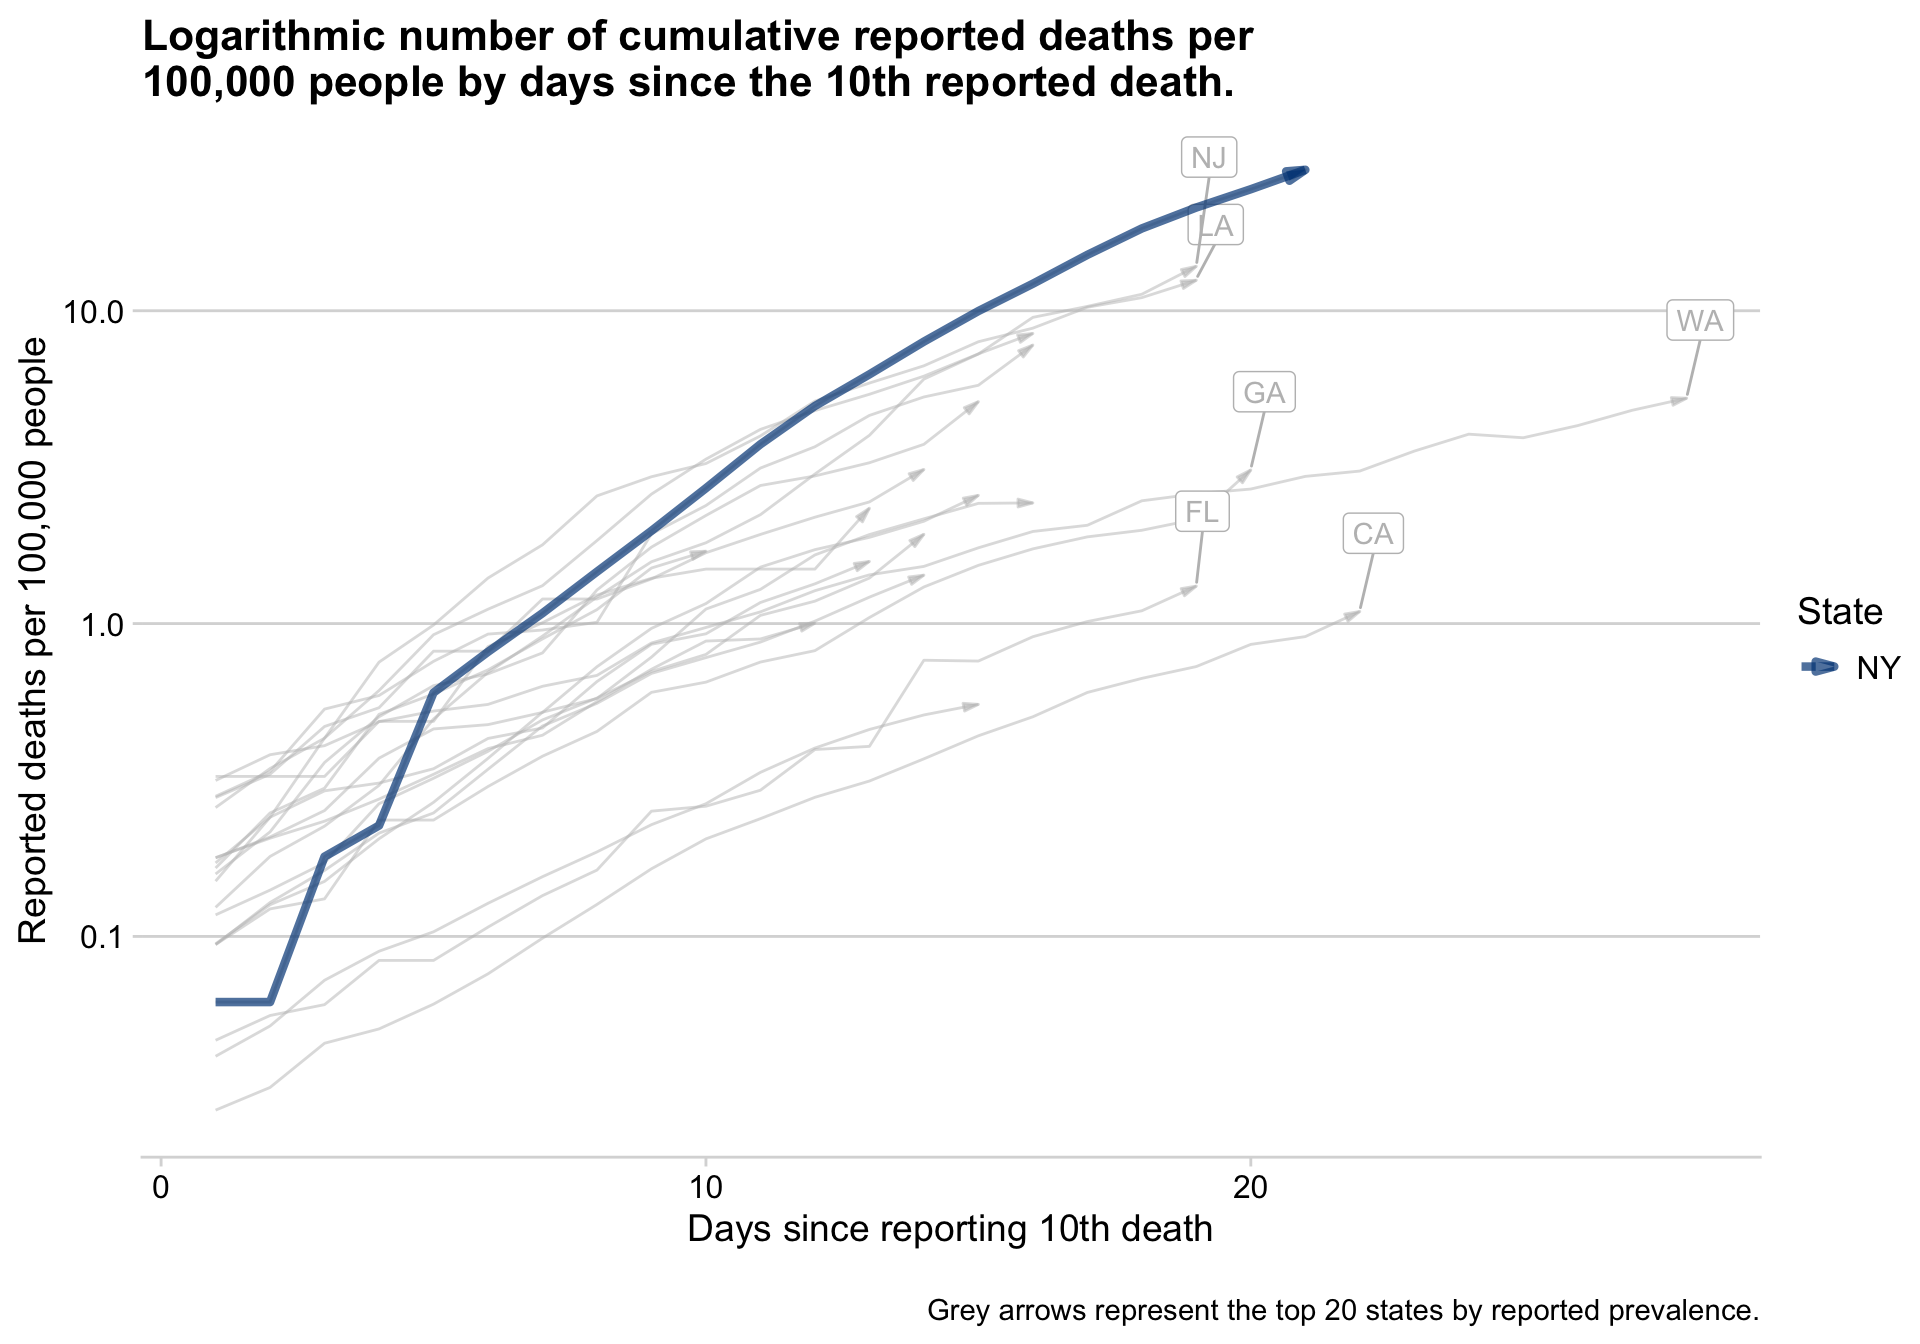 Logarithmic number of cumulative reported deaths per
100,000 people by days since the 10th reported death.
NJ
LA
10.0
WA
GA
FL
CA
1.0
0.1
Reported deaths per 100,000 people
State
NY
0
10
20
Days since reporting 10th death
Grey arrows represent the top 20 states by reported prevalence.